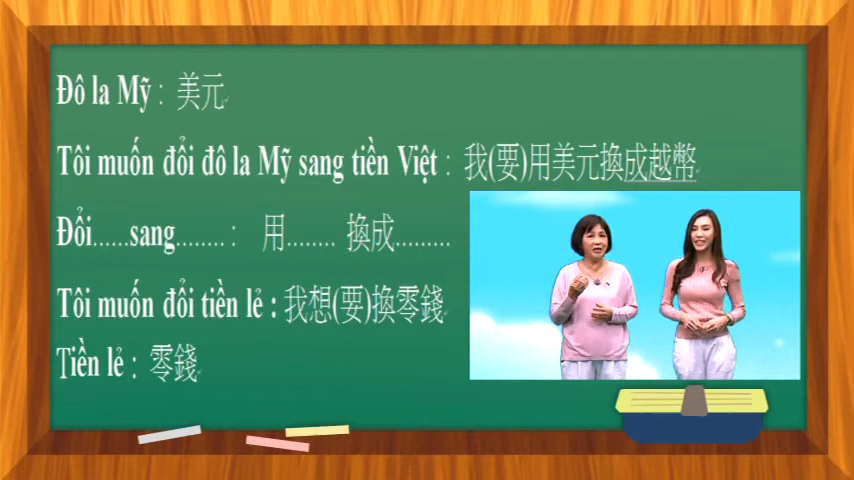 Đô la Mỹ : 美元
Tôi muốn đổi đô la Mỹ sang tiền Việt : 我(要)用美元換成越幣
Đổi......sang........ : 用........ 換成.........
Tôi muốn đổi tiền lẻ : 我想(要)換零錢
Tiền lẻ : 零錢